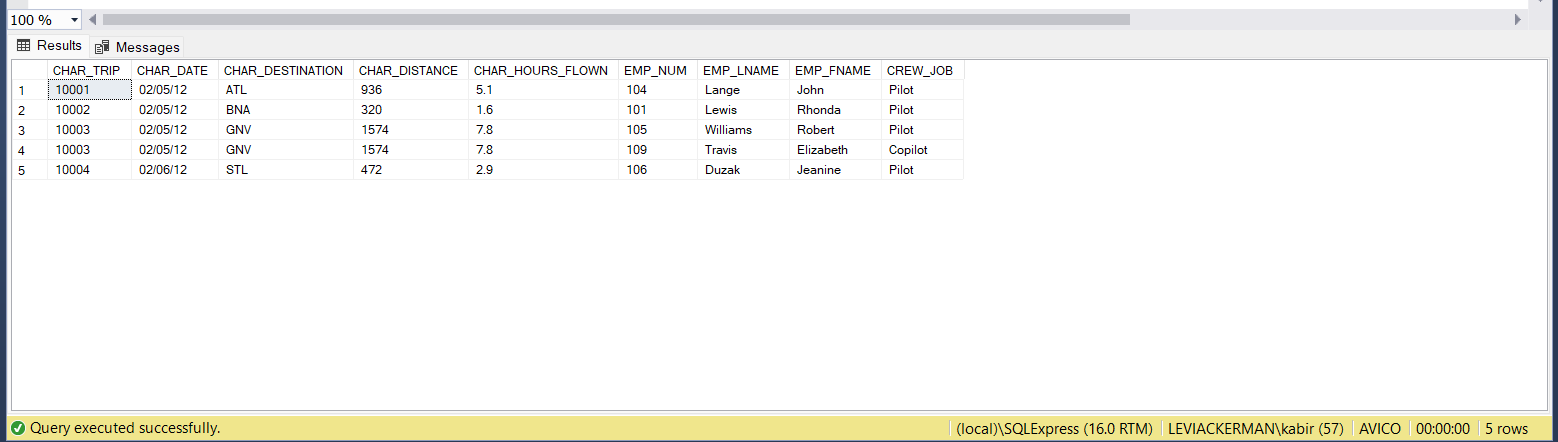 100 %
Results Messages
CHAR_TRIP CHAR_DATE CHAR_DESTINATION CHAR_DISTANCE CHAR_HOURS_FLOWN EMP_NUM EMP_LNAME EMP_FNAME CREW_JOB
1 10001 02/05/12 ATL 936 5.1 104 Lange John Pilot
2 10002 02/05/12 BNA 320 1.6 101 Lewis Rhonda Pilot
3 10003 02/05/12 GNV 1574 7.8 105 Williams Robert Pilot
4 10003 02/05/12 GNV 1574 7.8 109 Travis Elizabeth Copilot
5 10004 02/06/12 STL 472 2.9 106 Duzak Jeanine Pilot
Query executed successfully. (local)\SQLExpress (16.0 RTM) LEVIACKERMAN\kabir (57) AVICO 00:00:00 5 rows